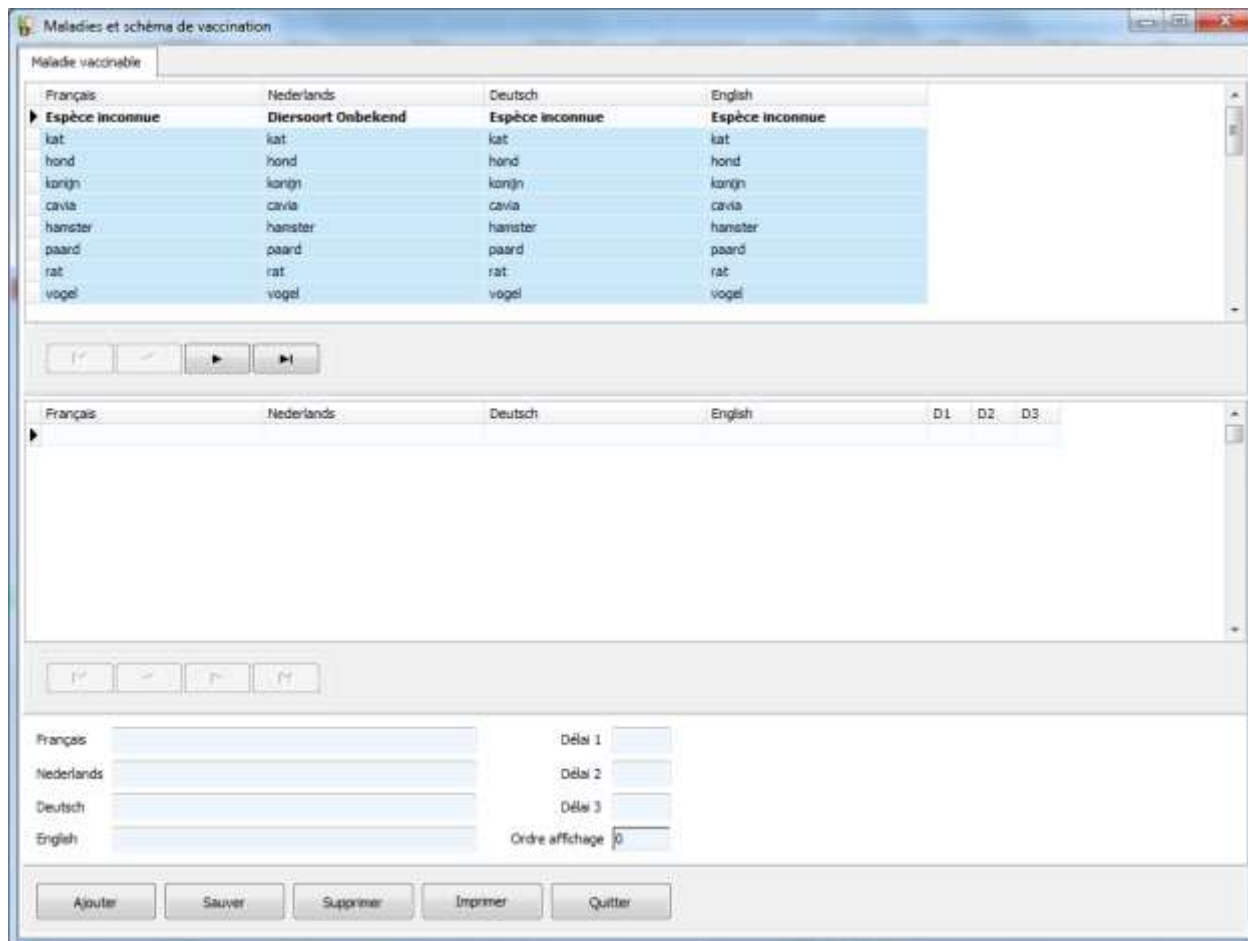 Maladies et schéma de vaccination
Maladie vaccinable
Français Nederlands Deutsch English
Espèce inconnue Diersoort Onbekend Espèce inconnue Espèce inconnue
kat kat kat kat
hond hond hond hond
konijn konijn konijn konijn
cavia cavia cavia cavia
hamster hamster hamster hamster
paard paard paard paard
rat rat rat rat
vogel vogel vogel vogel
Français Nederlands Deutsch English D1 D2 D3
Français Délai 1
Nederlands Délai 2
Deutsch Délai 3
English Ordre affichage 0
Ajouter Sauver Supprimer Imprimer Quitter